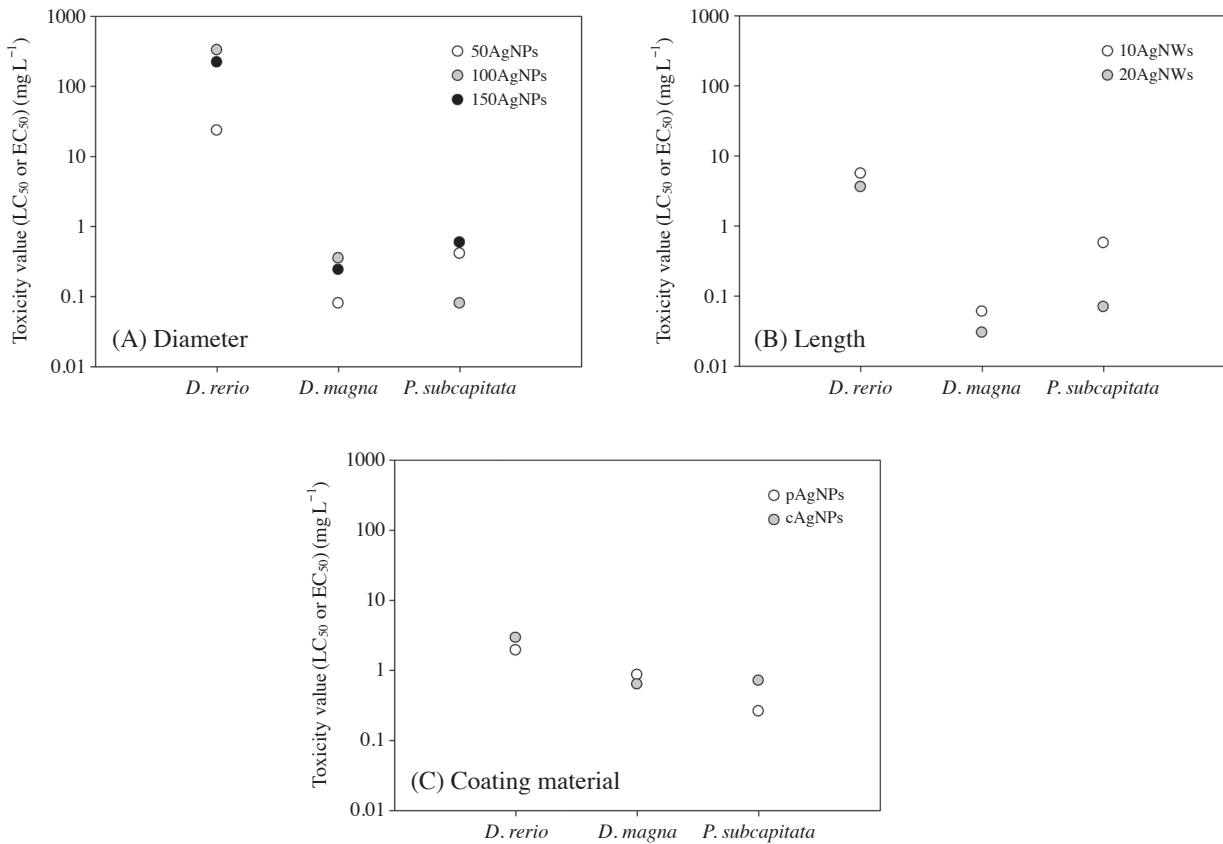 Toxicity value (LC₅₀ or EC₅₀) (mg L⁻¹)
1000
100
10
1
0.1
0.01
50AgNPs
100AgNPs
150AgNPs
(A) Diameter
D. rerio D. magna P. subcapitata
Toxicity value (LC₅₀ or EC₅₀) (mg L⁻¹)
1000
100
10
1
0.1
0.01
10AgNWs
20AgNWs
(B) Length
D. rerio D. magna P. subcapitata
Toxicity value (LC₅₀ or EC₅₀) (mg L⁻¹)
1000
100
10
1
0.1
0.01
pAgNPs
cAgNPs
(C) Coating material
D. rerio D. magna P. subcapitata